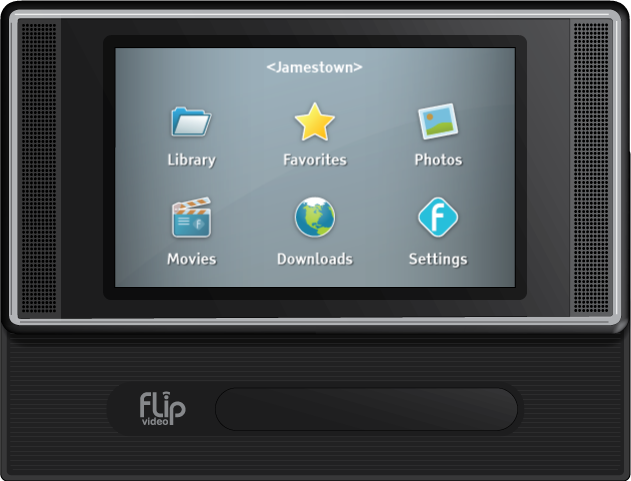 <Jamestown>
Library
Favorites
Photos
Movies
Downloads
Settings
flip
video